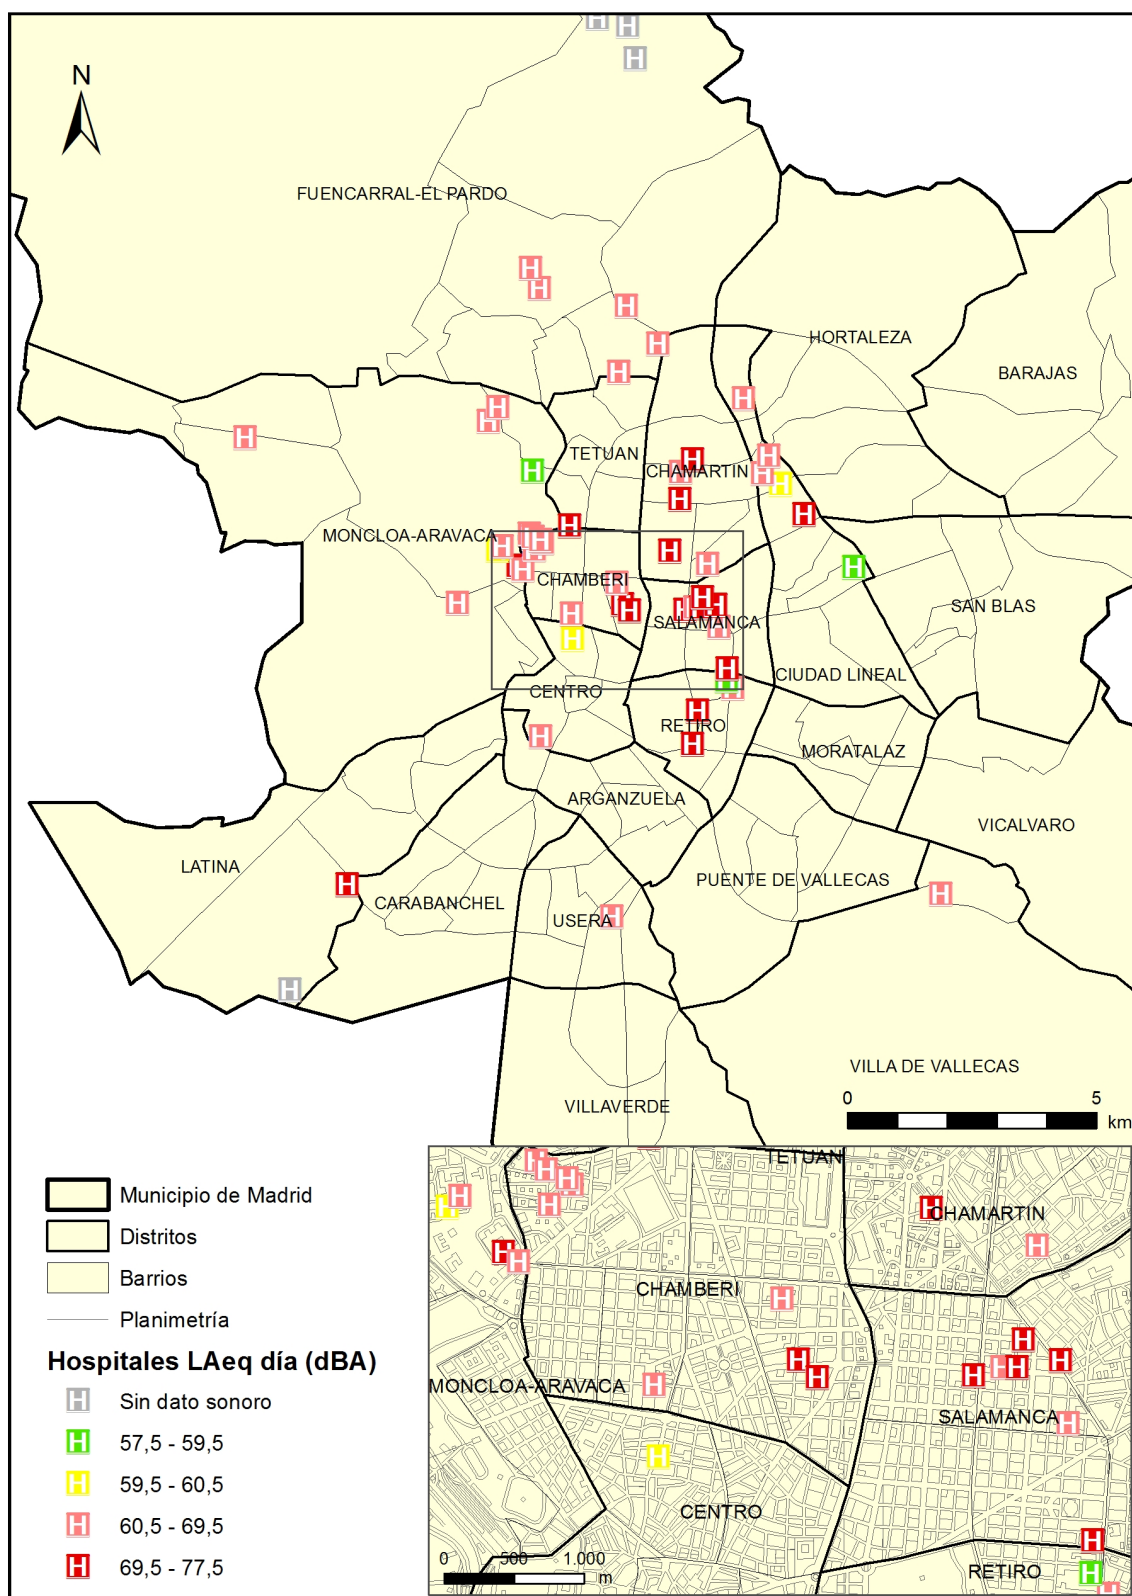 N
FUENCARRAL-EL PARDO
HORTALEZA
BARAJAS
TETUAN
CHAMARTIN
MONCLOA-ARAVACA
CHAMBERI
SAN BLAS
SALAMANCA
CIUDAD LINEAL
CENTRO
RETIRO
MORATALAZ
ARGANZUELA
VICALVARO
LATINA
PUENTE DE VALLECAS
CARABANCHEL
USERA
VILLA DE VALLECAS
0 5
km
VILLAVERDE
TETUAN
CHAMARTIN
CHAMBERI
MONCLOA-ARAVACA
SALAMANCA
CENTRO
RETIRO
0 500 1.000
m
Municipio de Madrid
Distritos
Barrios
Planimetría
Hospitales LAeq día (dBA)
H Sin dato sonoro
H 57,5 - 59,5
H 59,5 - 60,5
H 60,5 - 69,5
H 69,5 - 77,5